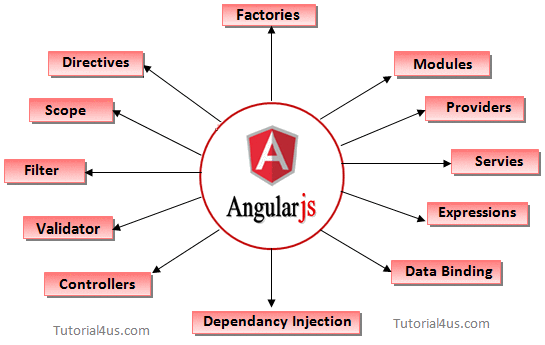 Factories
Directives
Modules
Scope
Providers
A
Filter
Servies
Angularjs
Validator
Expressions
Controllers
Data Binding
Dependancy Injection
Tutorial4us.com
Tutorial4us.com